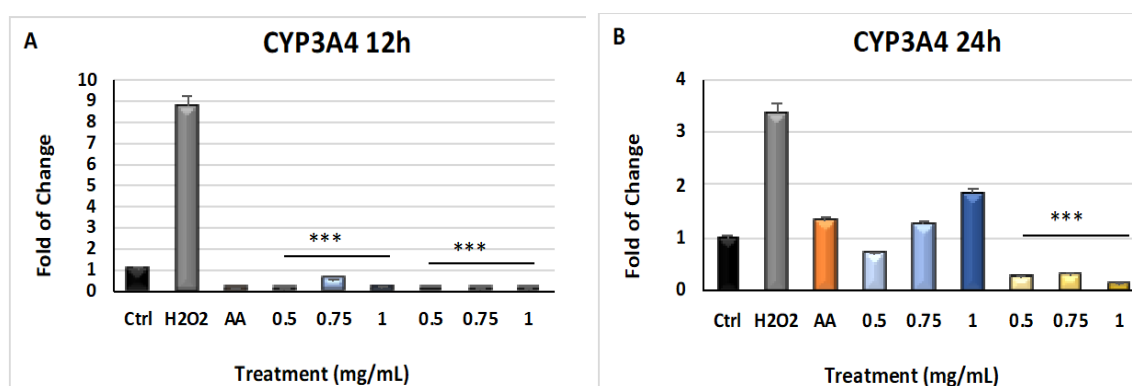 A
CYP3A4 12h
Fold of Change
10
9
8
7
6
5
4
3
2
1
0
***
***
Ctrl H2O2 AA 0.5 0.75 1 0.5 0.75 1
Treatment (mg/mL)
B
CYP3A4 24h
Fold of Change
4
3
2
1
0
***
Ctrl H2O2 AA 0.5 0.75 1 0.5 0.75 1
Treatment (mg/mL)